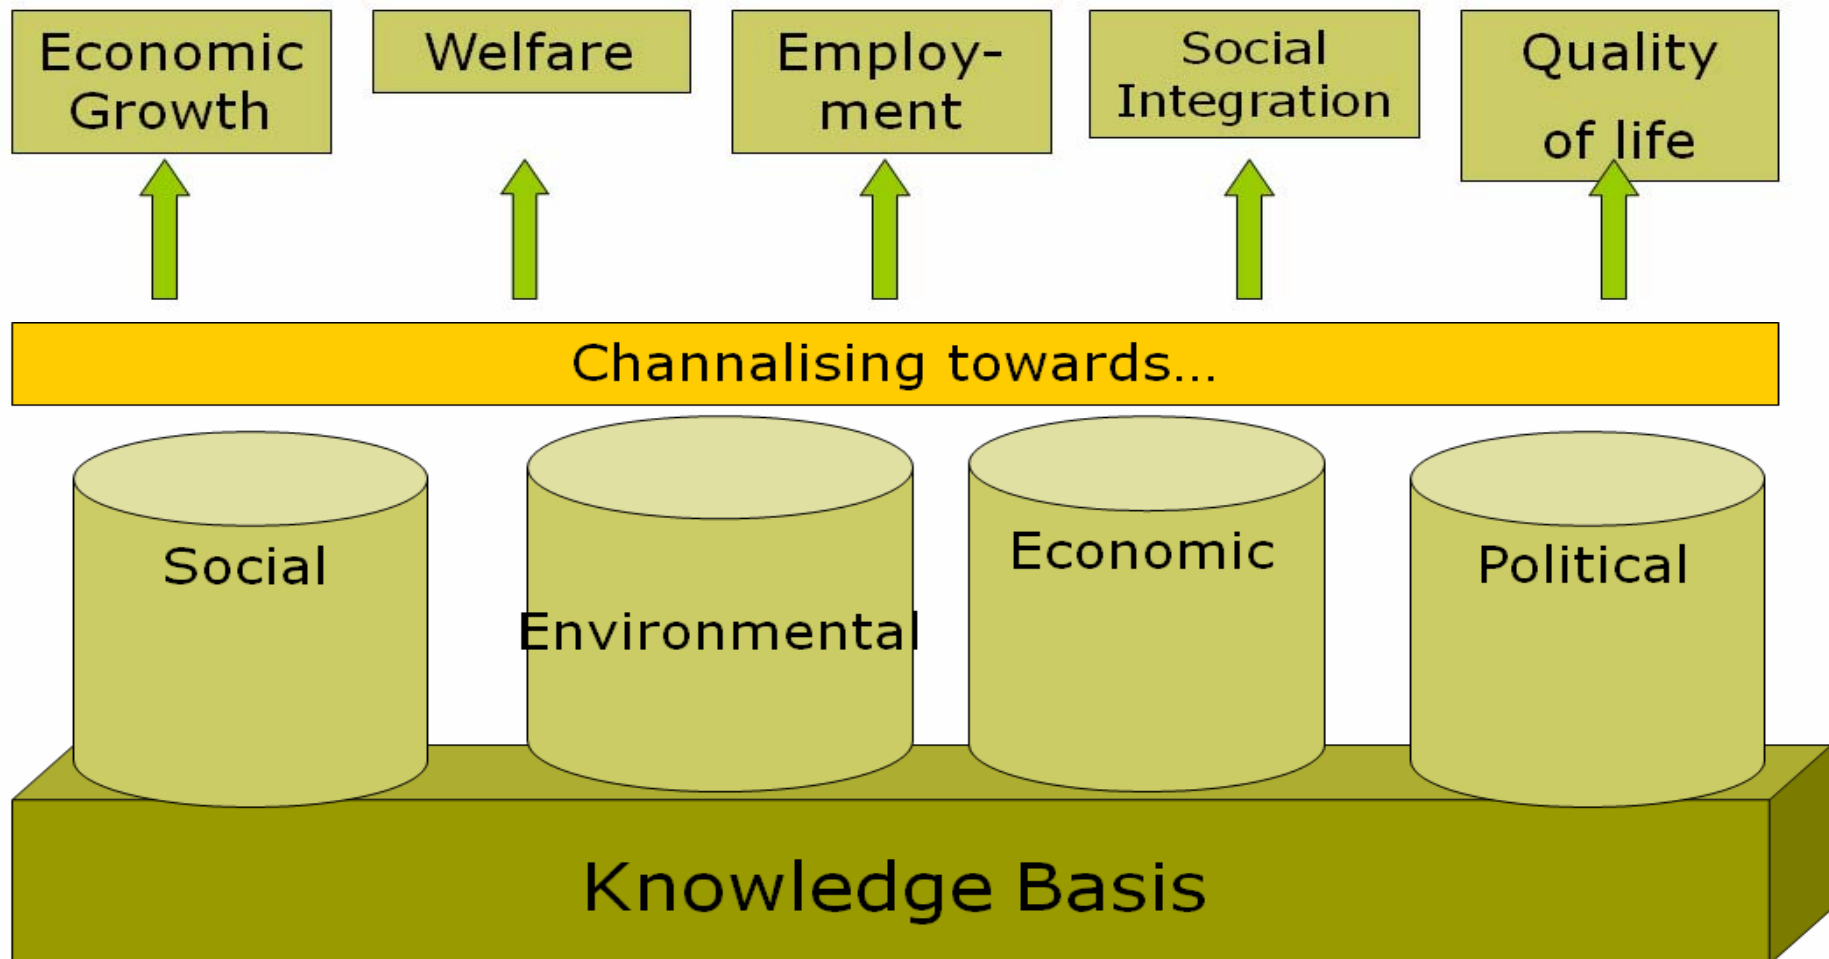 Economic
Growth
Welfare
Employ-
ment
Social
Integration
Quality
of life
Channalising towards...
Social
Environmental
Economic
Political
Knowledge Basis